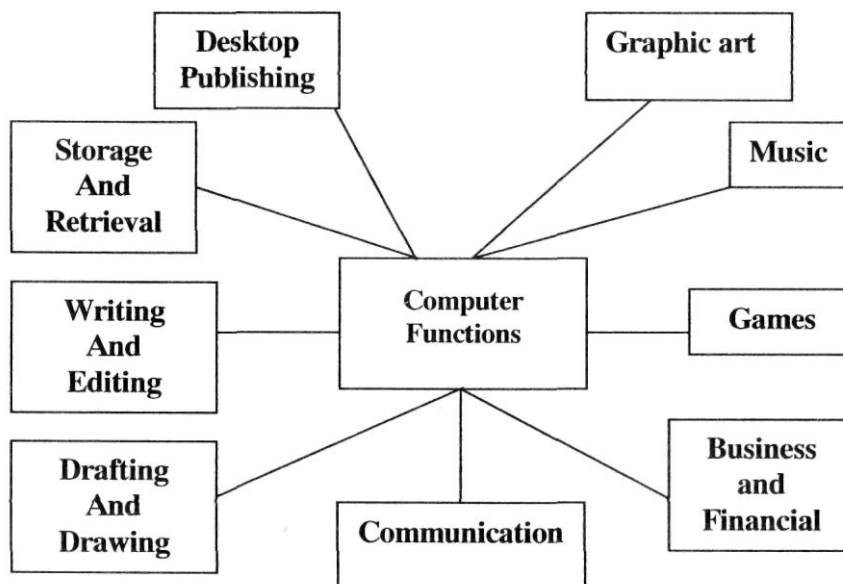 Desktop
Publishing
Graphic art
Storage
And
Retrieval
Music
Computer
Functions
Writing
And
Editing
Games
Drafting
And
Drawing
Communication
Business
and
Financial